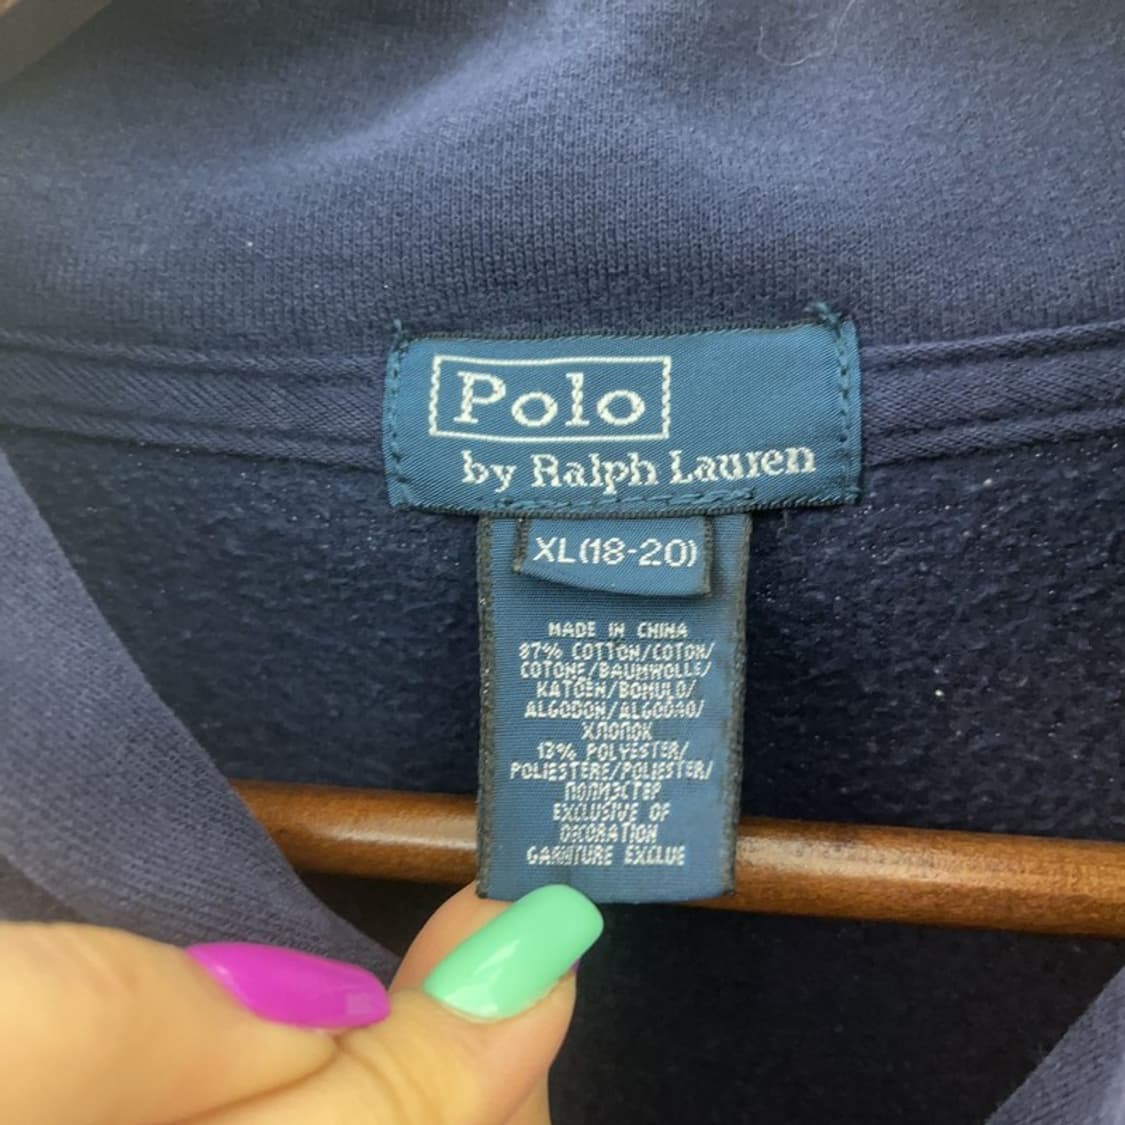 Polo
by Ralph Lauren
XL(18-20)
MADE IN CHINA
87% COTTON/COTON/
COTONE/BAUMWOLLE/
KATOEN/BOMULD/
ALGODON/ALGODAO/
ХЛОПОК
13% POLYESTER/
POLIESTERE/POLIESTER/
ПОЛИЭСТЕР
EXCLUSIVE OF
DECORATION
GARNITURE EXCLUE